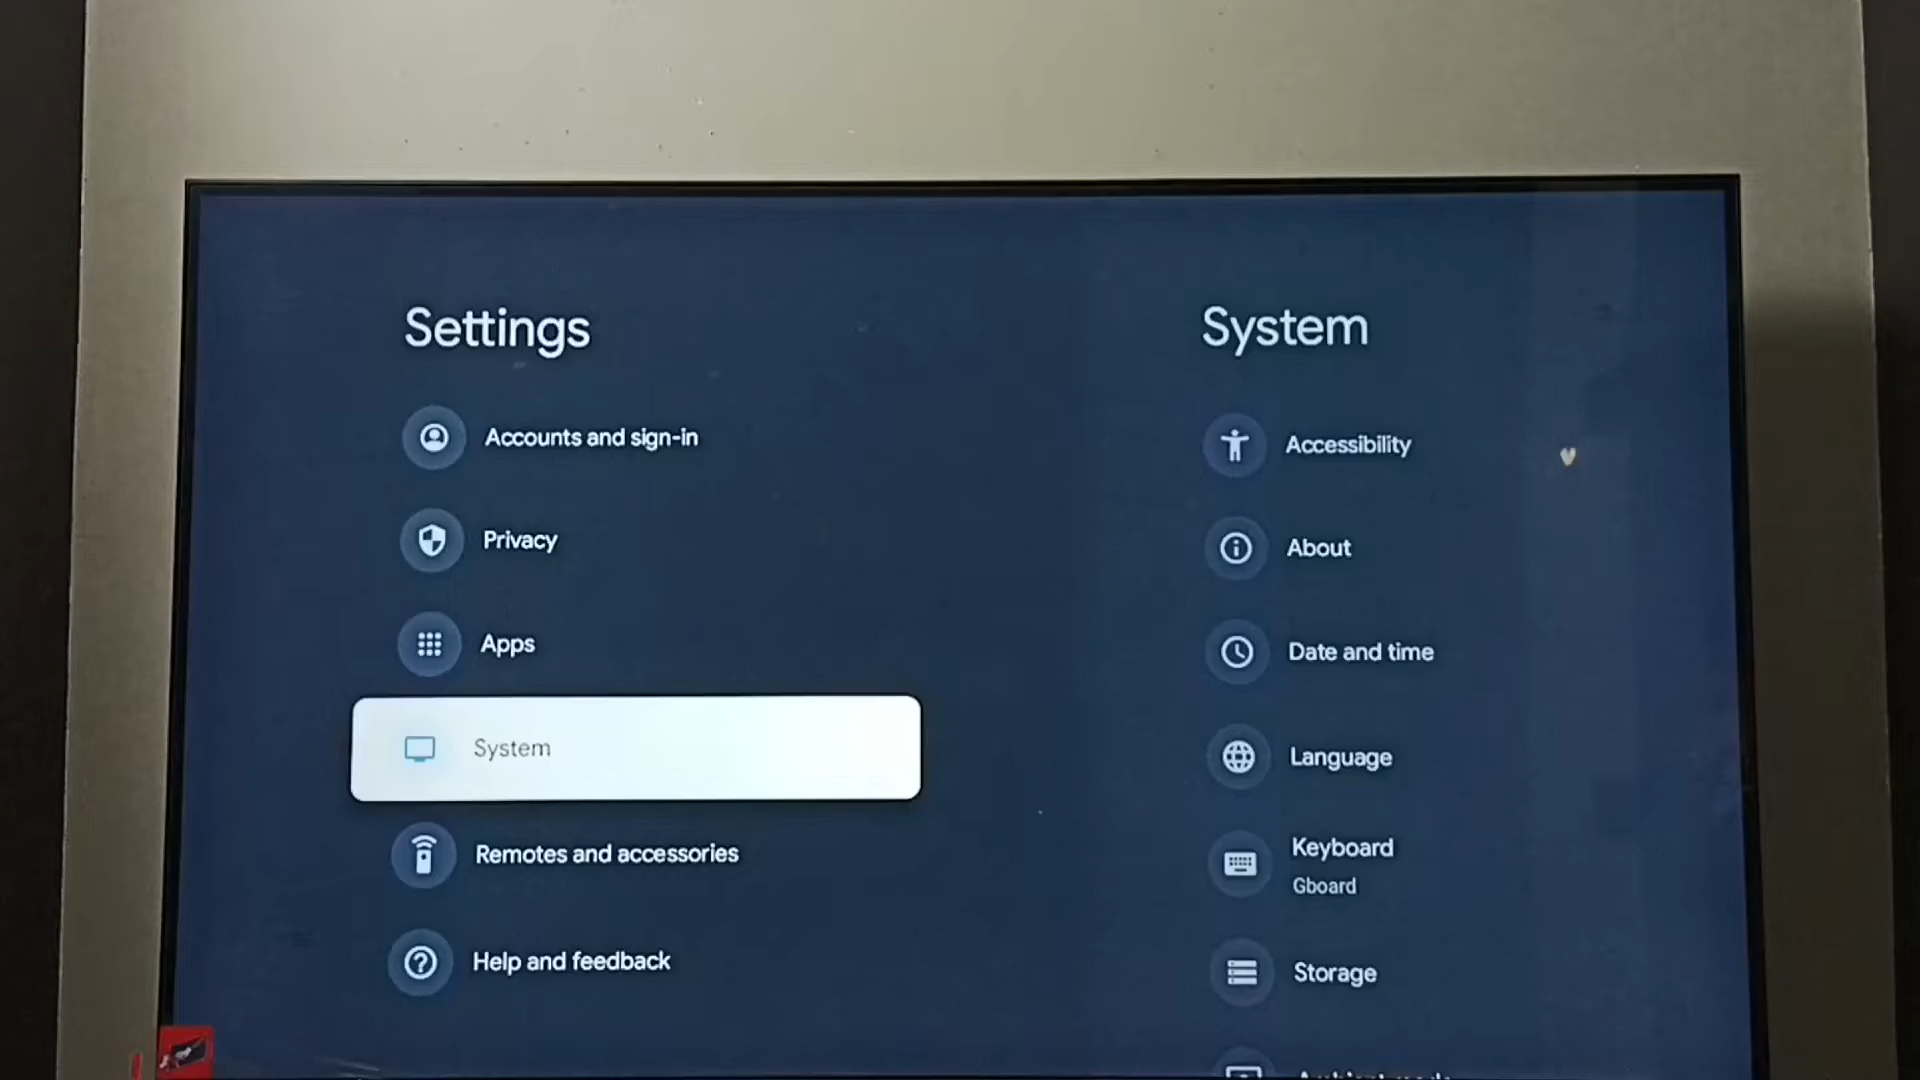 Settings
Accounts and sign-in
Privacy
Apps
System
Remotes and accessories
Help and feedback
System
Accessibility
About
Date and time
Language
Keyboard
Gboard
Storage